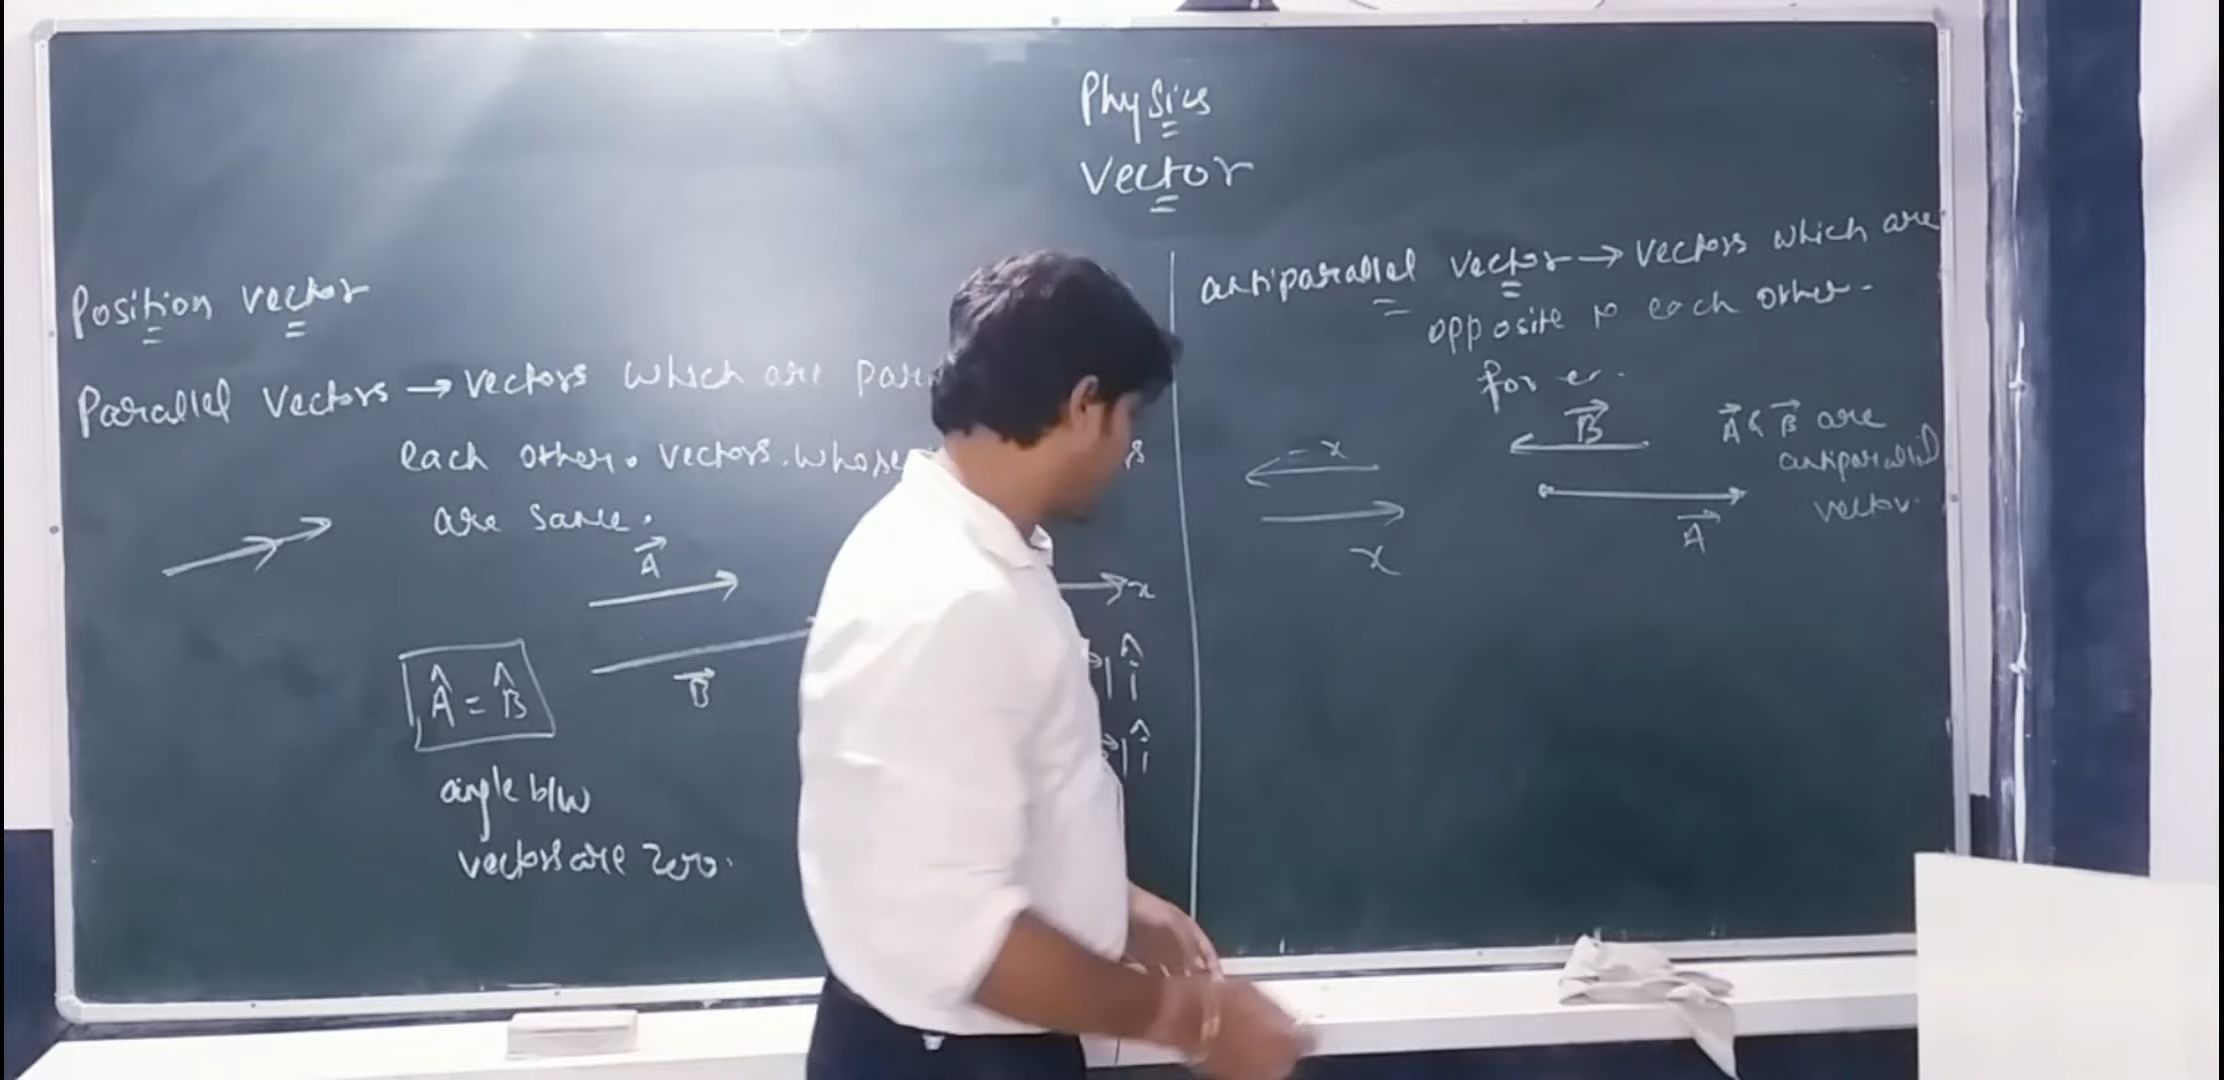 Physics
Vector
Position vector
Parallel Vectors → vectors which are par
each other. vectors. whose
are same.
A⃗
B⃗
Â = B̂
angle b/w
vectors are zero.
x
| î
| î
antiparallel vector → vectors which are
opposite to each other.
for ex.
-x
x
B⃗
A⃗
A⃗ & B⃗ are
antiparallel
vector.